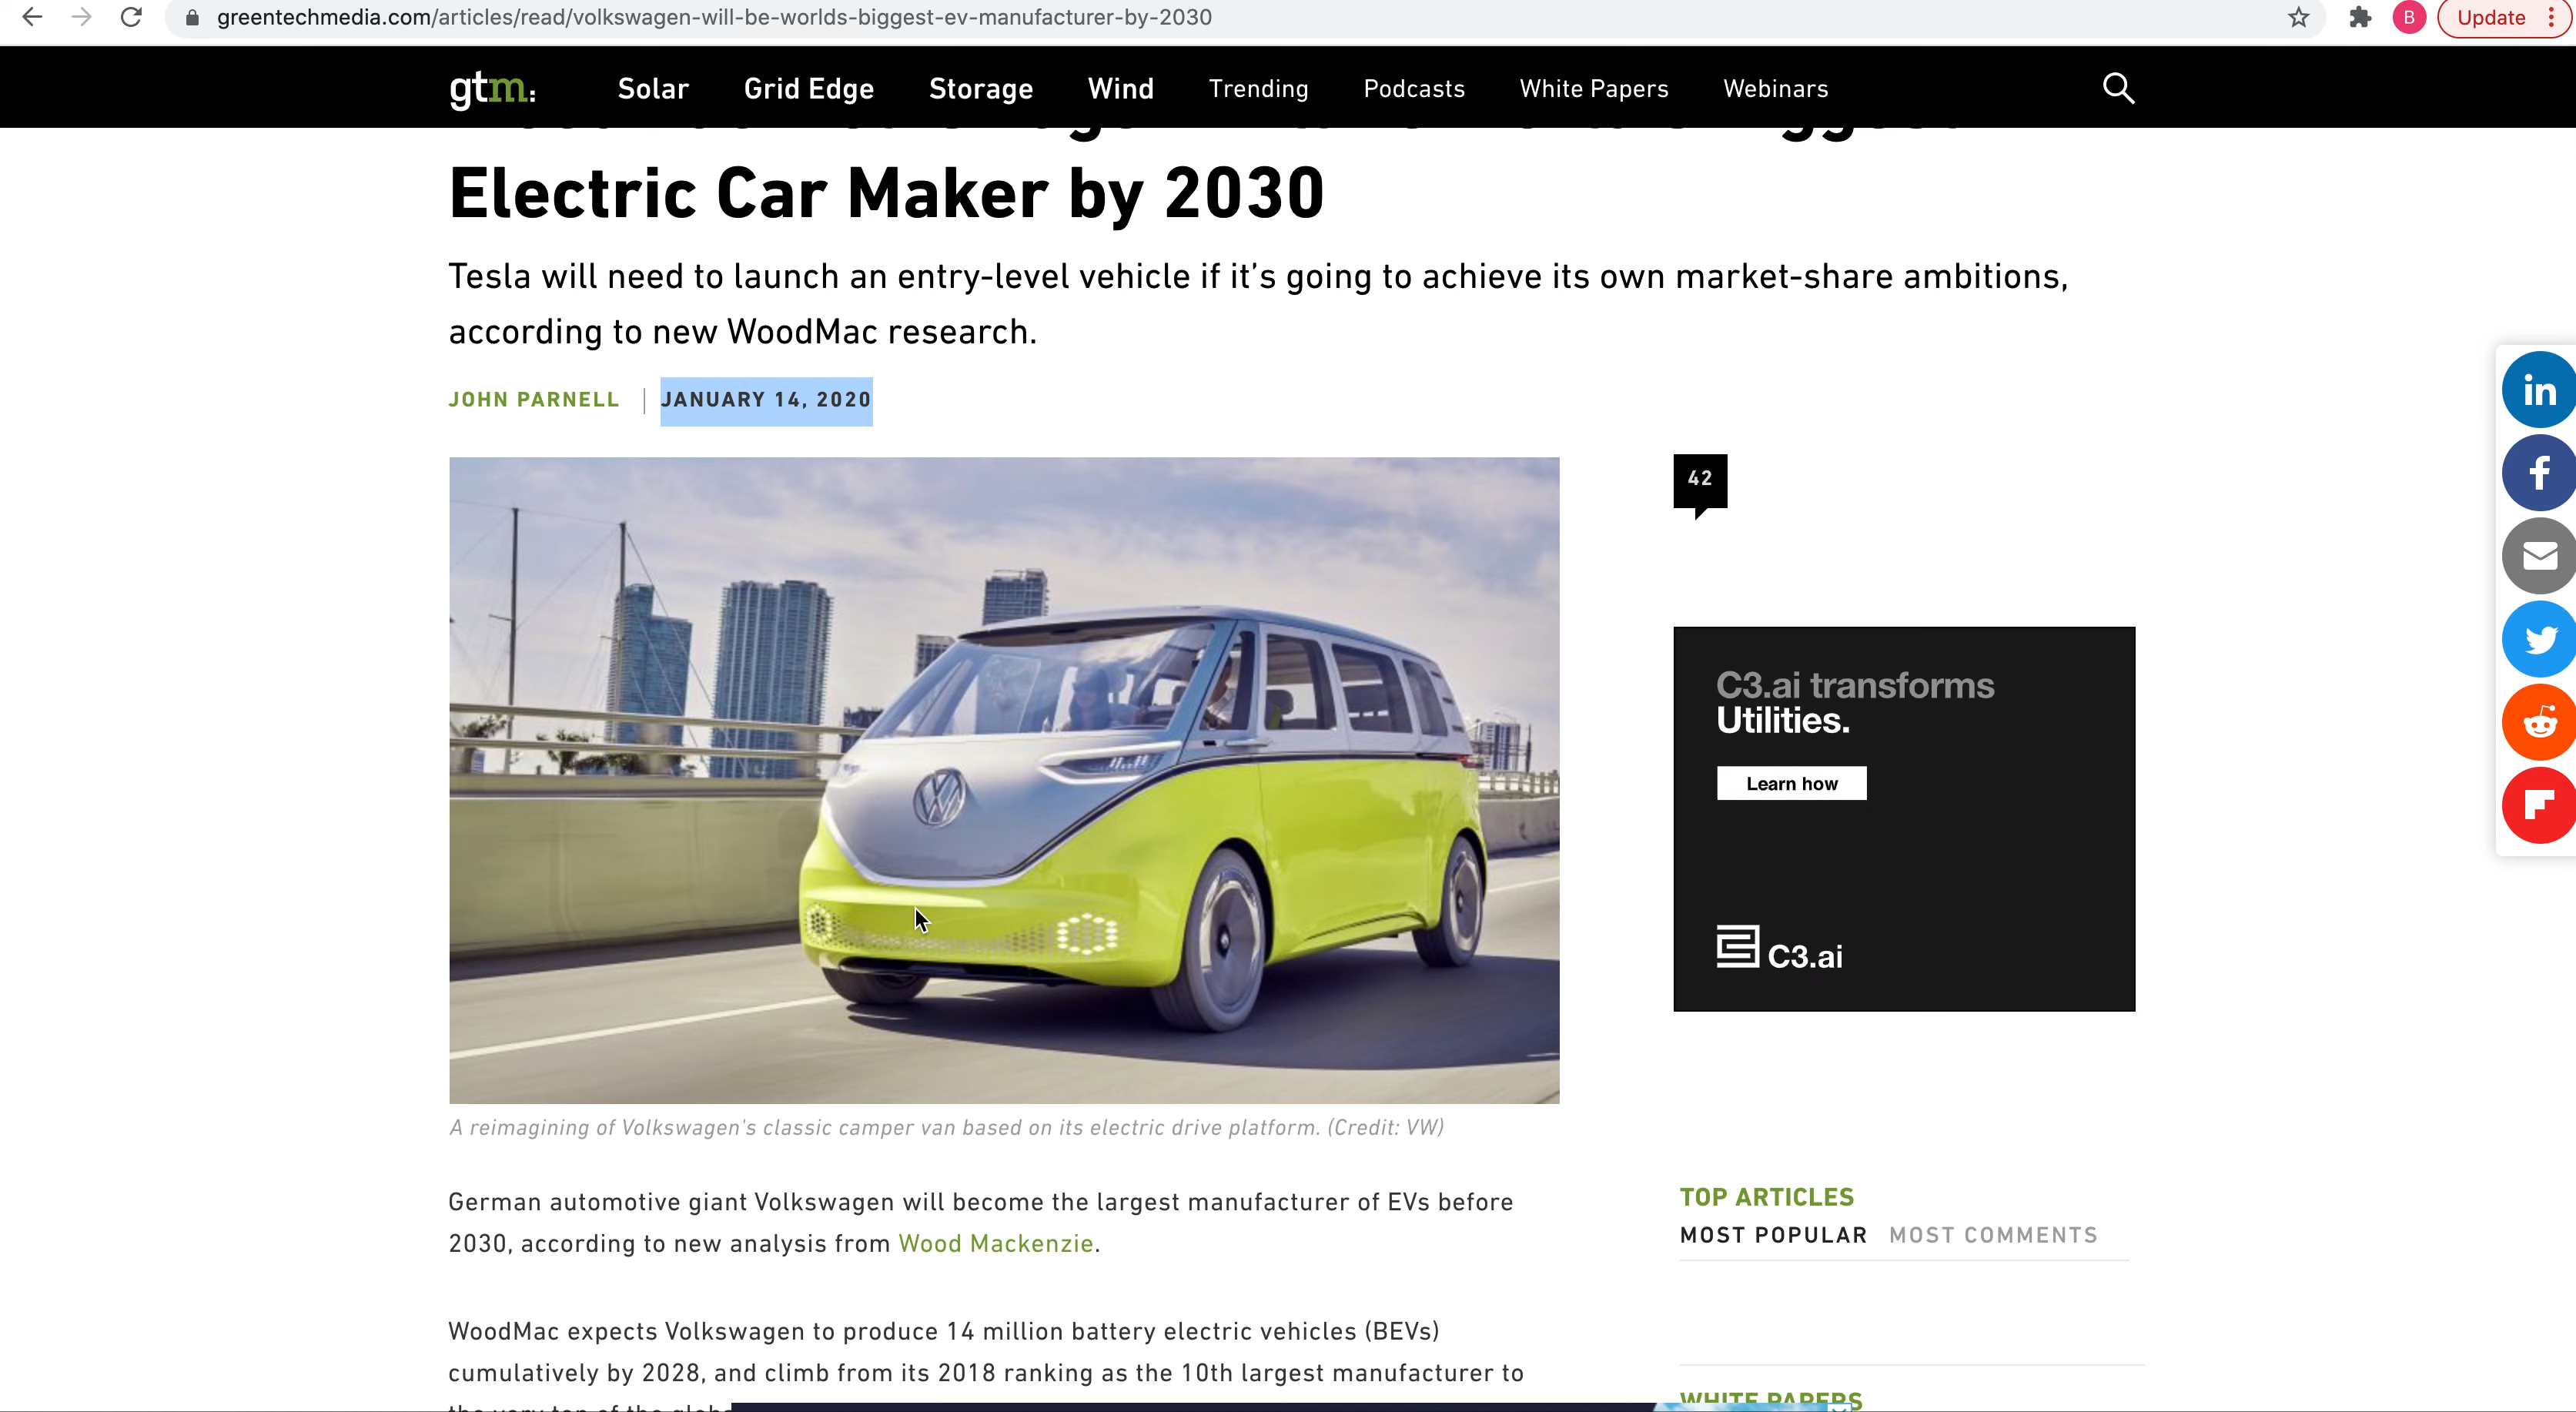 greentechmedia.com/articles/read/volkswagen-will-be-worlds-biggest-ev-manufacturer-by-2030
B
Update
gtm:
Solar
Grid Edge
Storage
Wind
Trending
Podcasts
White Papers
Webinars
Electric Car Maker by 2030
Tesla will need to launch an entry-level vehicle if it’s going to achieve its own market-share ambitions,
according to new WoodMac research.
JOHN PARNELL | JANUARY 14, 2020
42
in
f
C3.ai transforms
Utilities.
Learn how
C3.ai
A reimagining of Volkswagen's classic camper van based on its electric drive platform. (Credit: VW)
German automotive giant Volkswagen will become the largest manufacturer of EVs before
2030, according to new analysis from Wood Mackenzie.
WoodMac expects Volkswagen to produce 14 million battery electric vehicles (BEVs)
cumulatively by 2028, and climb from its 2018 ranking as the 10th largest manufacturer to
TOP ARTICLES
MOST POPULAR
MOST COMMENTS
WHITE PAPERS